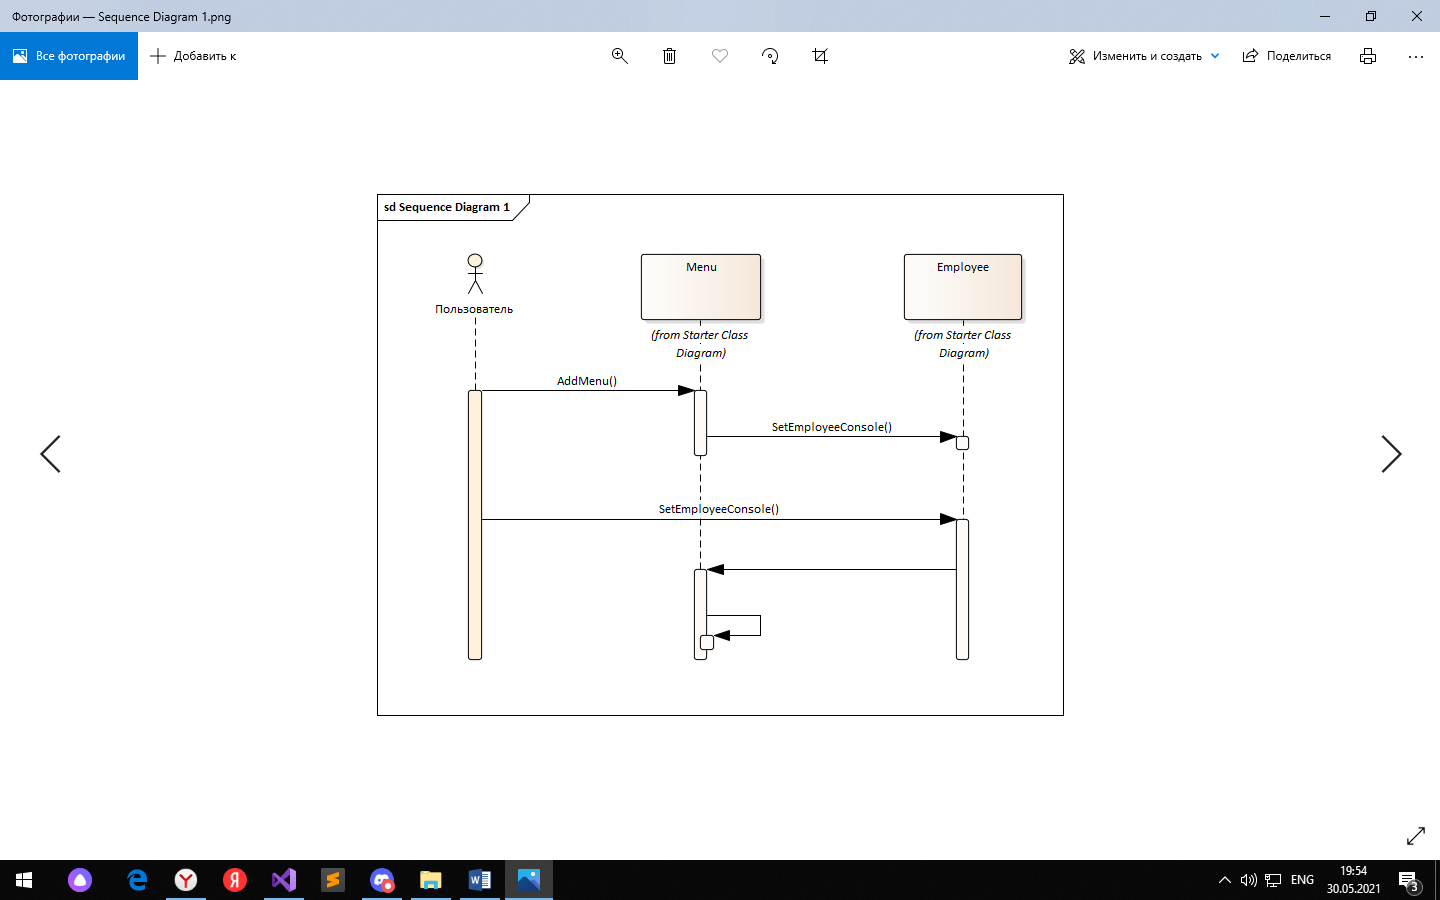 Фотографии — Sequence Diagram 1.png
Все фотографии
Добавить к
Изменить и создать
Поделиться
sd Sequence Diagram 1
Menu
Employee
Пользователь
(from Starter Class
Diagram)
(from Starter Class
Diagram)
AddMenu()
SetEmployeeConsole()
SetEmployeeConsole()
ENG
19:54
30.05.2021
3